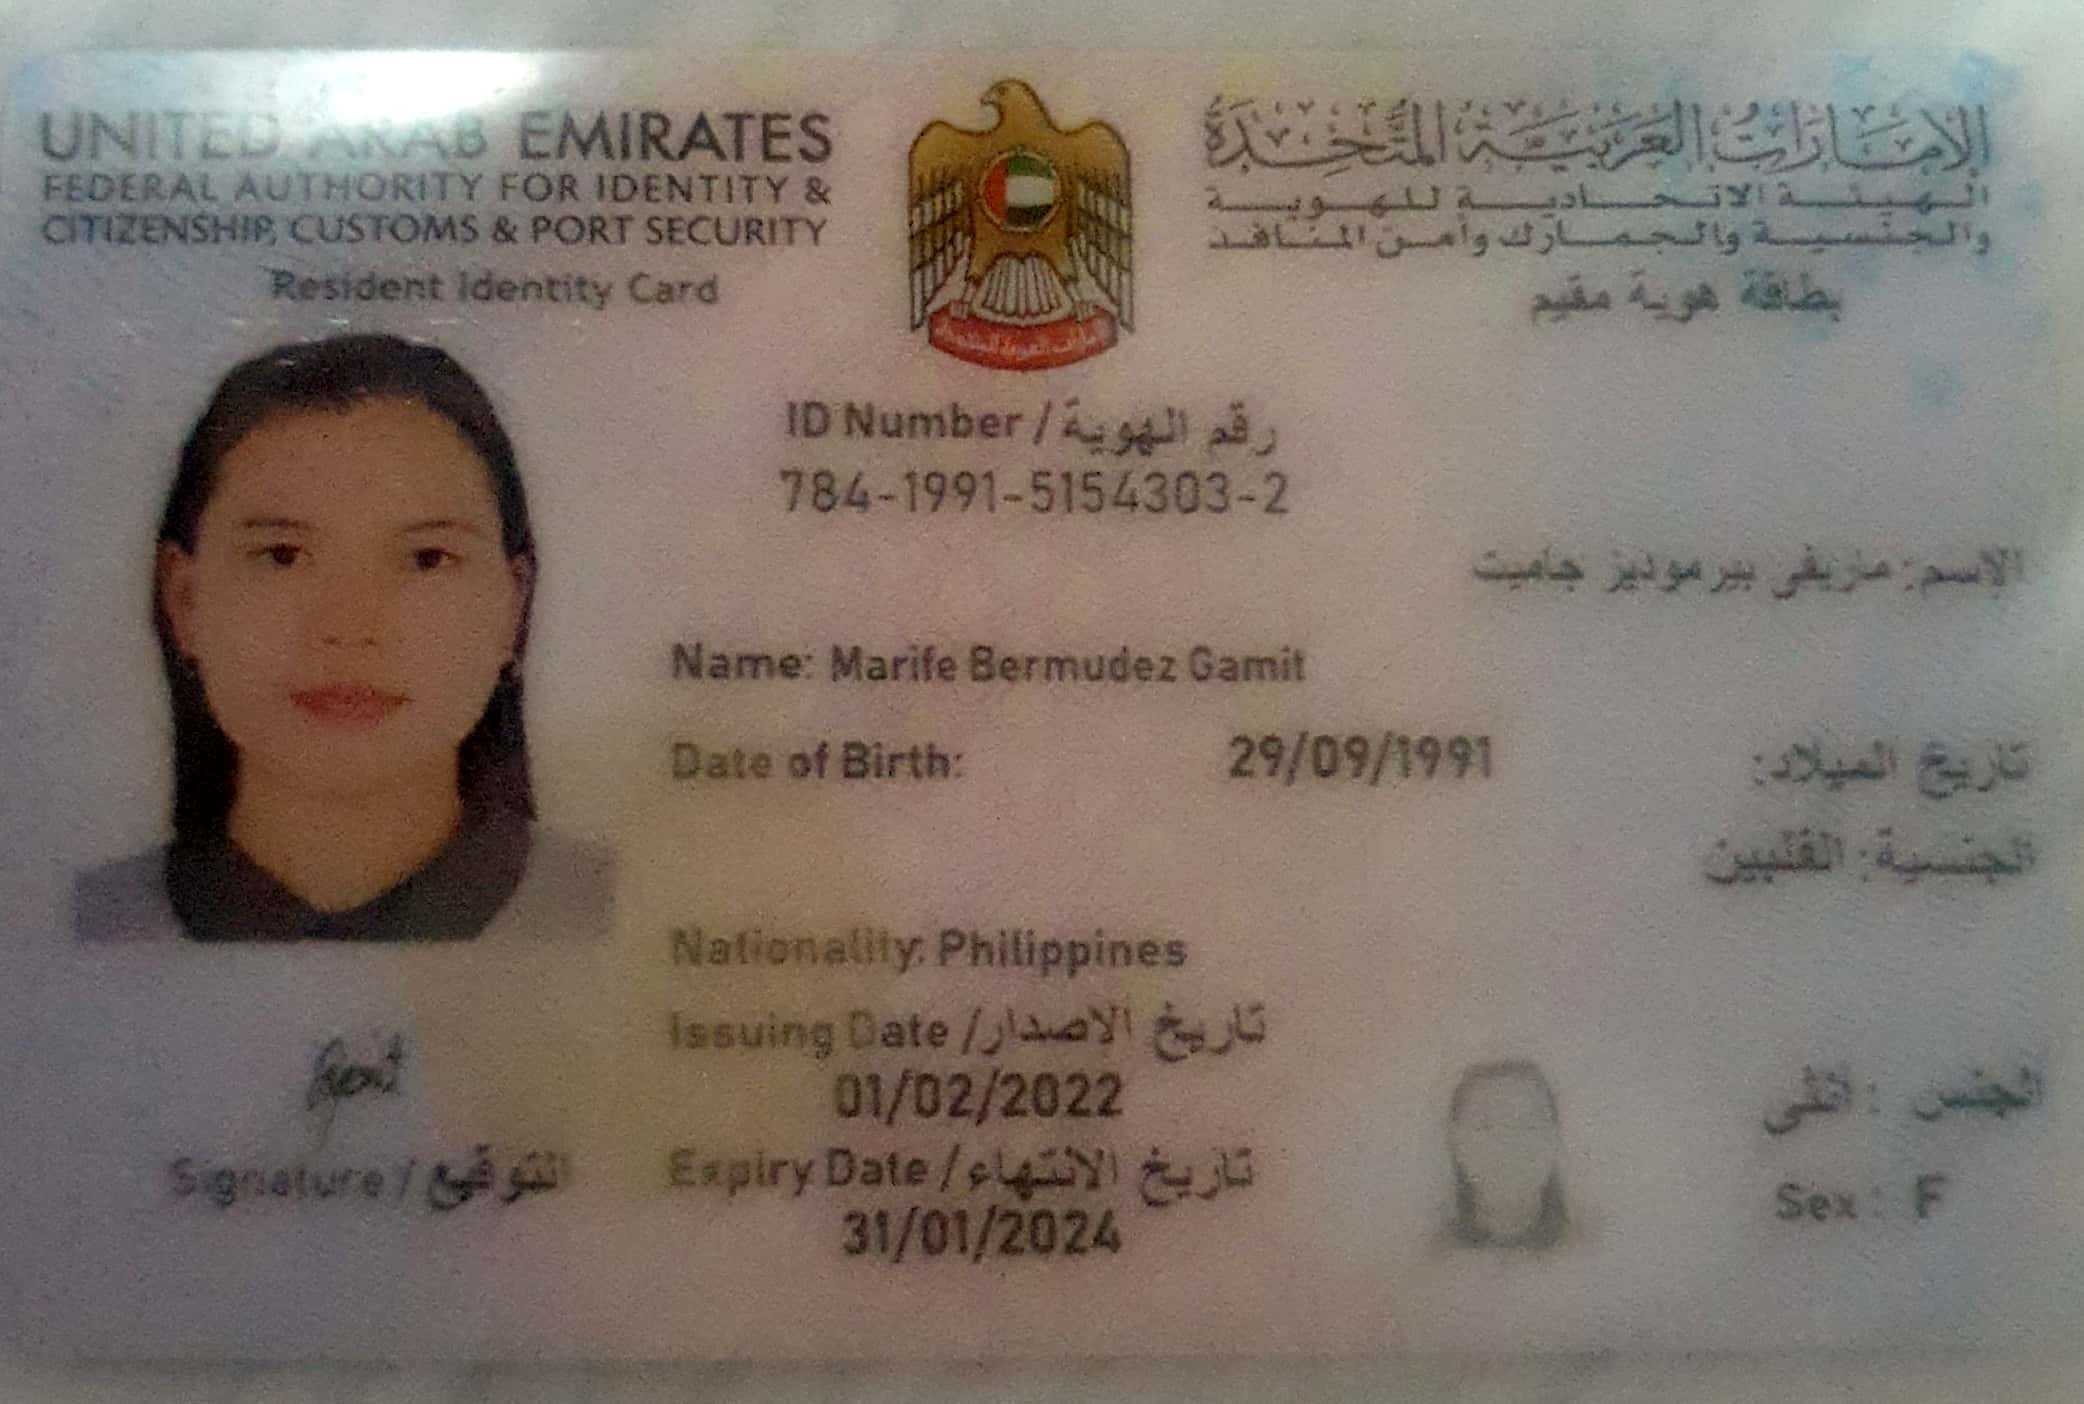 UNITED ARAB EMIRATES
FEDERAL AUTHORITY FOR IDENTITY &
CITIZENSHIP, CUSTOMS & PORT SECURITY
Resident Identity Card
الإمارات العربية المتحدة
الهيئة الاتحادية للهوية
والجنسية والجمارك وأمن المنافذ
بطاقة هوية مقيم
ID Number / رقم الهوية
784-1991-5154303-2
الاسم: ماريفى بيرموديز جاميت
Name: Marife Bermudez Gamit
Date of Birth: 29/09/1991 تاريخ الميلاد:
الجنسية: الفلبين
Nationality: Philippines
Issuing Date / تاريخ الاصدار
01/02/2022
Expiry Date / تاريخ الانتهاء
31/01/2024
Signature / التوقيع
الجنس : انثى
Sex : F